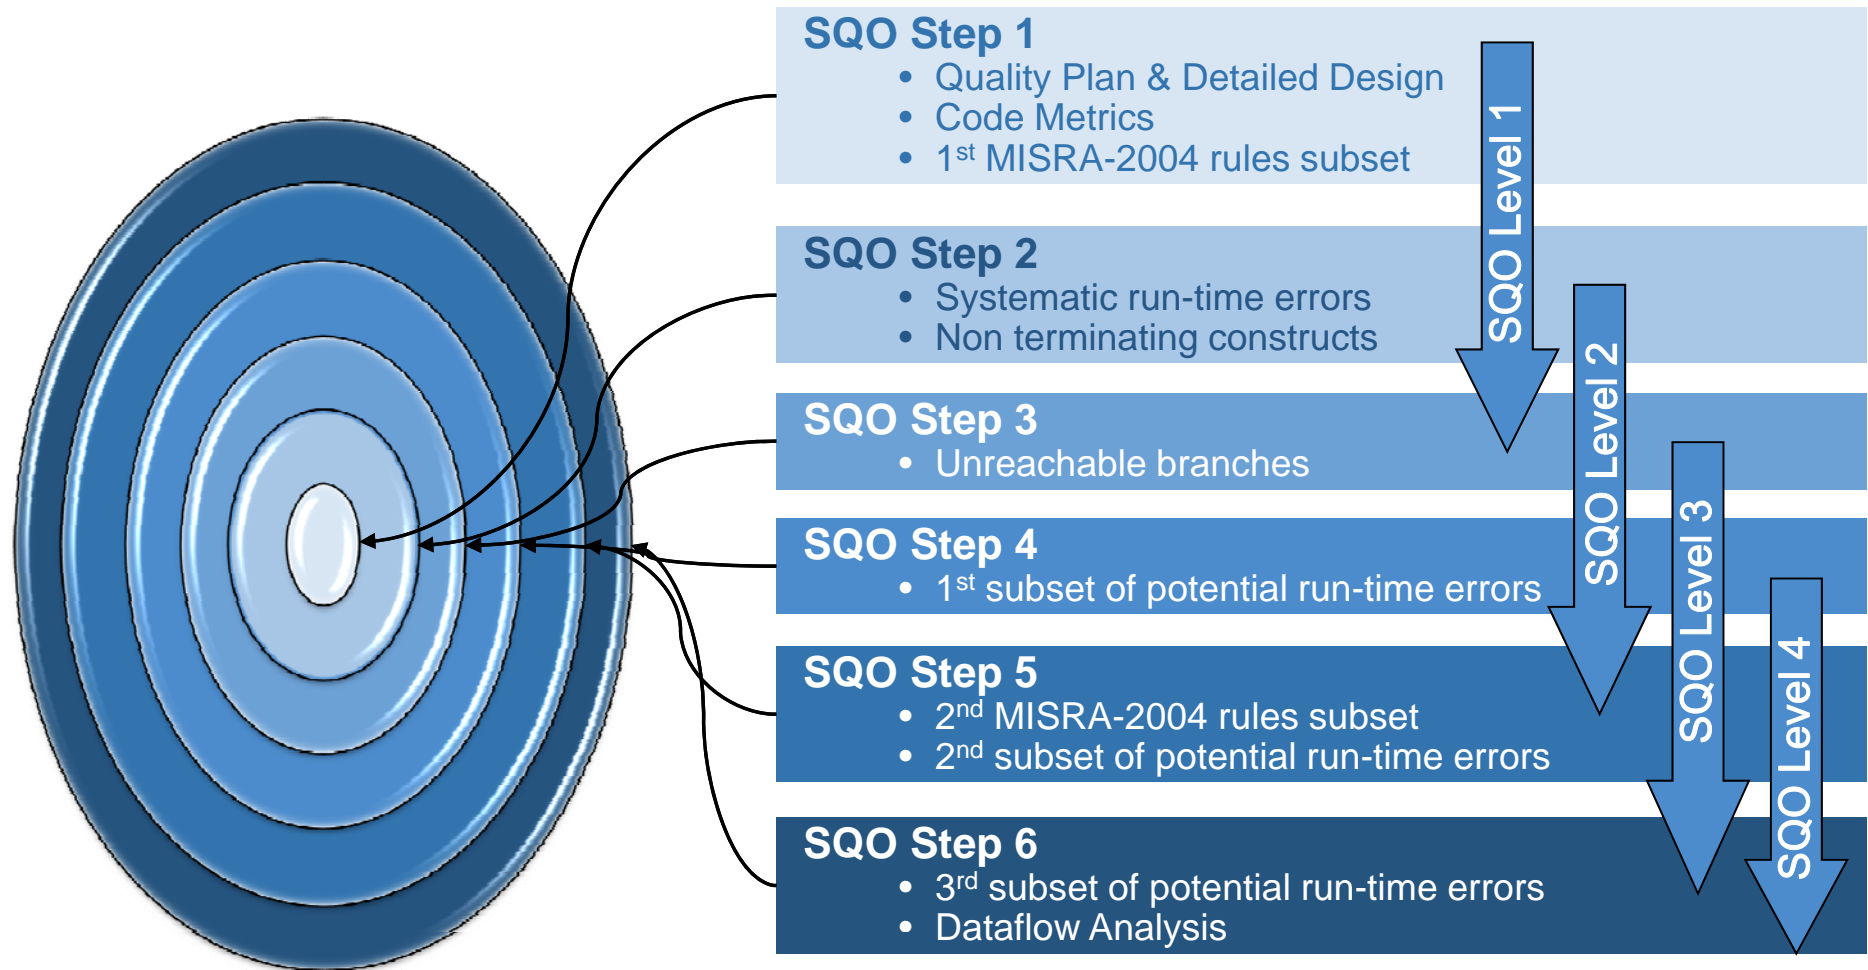 SQO Step 1
• Quality Plan & Detailed Design
• Code Metrics
• 1st MISRA-2004 rules subset
SQO Step 2
• Systematic run-time errors
• Non terminating constructs
SQO Step 3
• Unreachable branches
SQO Step 4
• 1st subset of potential run-time errors
SQO Step 5
• 2nd MISRA-2004 rules subset
• 2nd subset of potential run-time errors
SQO Step 6
• 3rd subset of potential run-time errors
• Dataflow Analysis
SQO Level 1
SQO Level 2
SQO Level 3
SQO Level 4